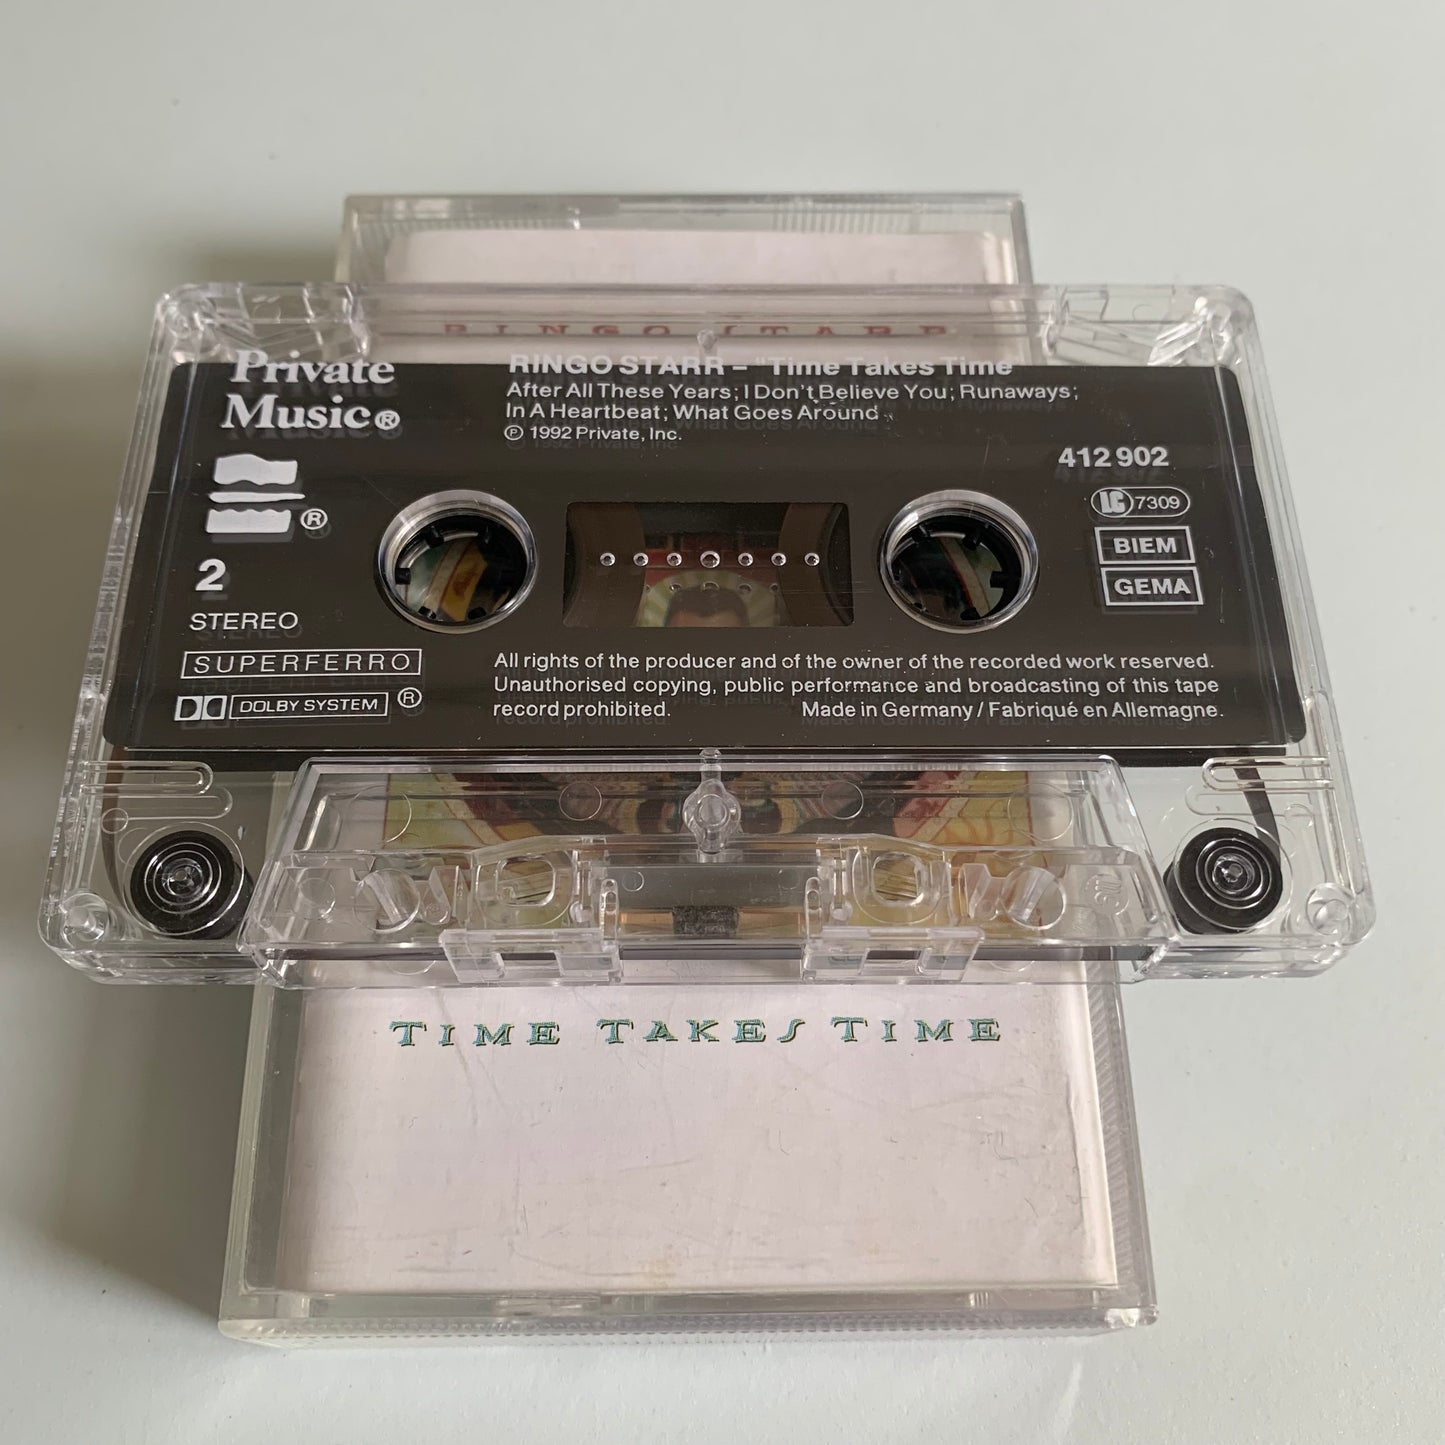 RINGO STARR
Private
Music®
RINGO STARR – "Time Takes Time"
After All These Years; I Don't Believe You; Runaways;
In A Heartbeat; What Goes Around
℗ 1992 Private, Inc.
412 902
®
LC 7309
BIEM
GEMA
2
STEREO
SUPERFERRO
DOLBY SYSTEM ®
All rights of the producer and of the owner of the recorded work reserved.
Unauthorised copying, public performance and broadcasting of this tape
record prohibited. Made in Germany / Fabriqué en Allemagne.
TIME TAKES TIME